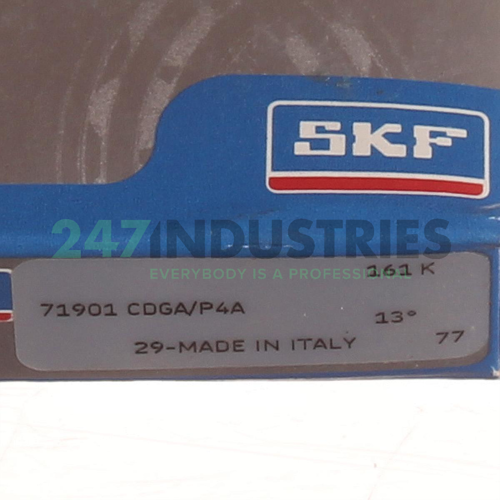 SKF
247INDUSTRIES
EVERYBODY IS A PROFESSIONAL
161 K
71901 CDGA/P4A
13°
29-MADE IN ITALY
77